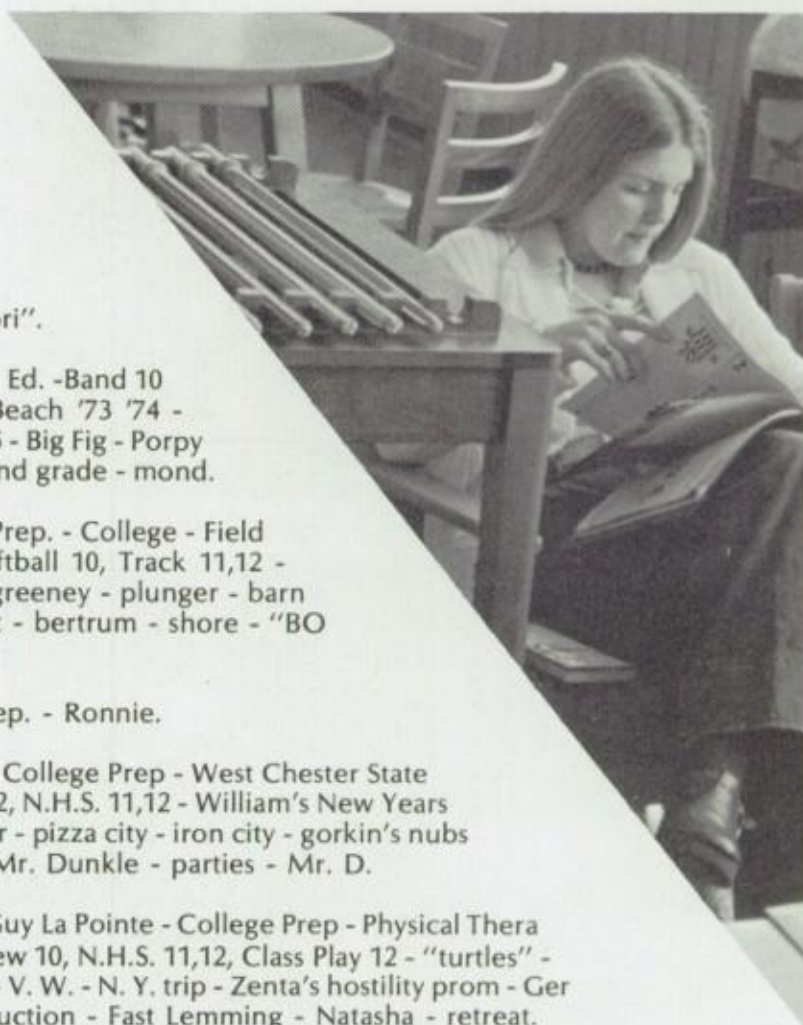 ri".
Ed. -Band 10
Beach '73 '74 -
- Big Fig - Porpy
nd grade - mond.
Prep. - College - Field
ftball 10, Track 11,12 -
greeney - plunger - barn
- bertrum - shore - "BO
ep. - Ronnie.
College Prep - West Chester State
2, N.H.S. 11,12 - William's New Years
r - pizza city - iron city - gorkin's nubs
Mr. Dunkle - parties - Mr. D.
Guy La Pointe - College Prep - Physical Thera
ew 10, N.H.S. 11,12, Class Play 12 - "turtles" -
V. W. - N. Y. trip - Zenta's hostility prom - Ger
uction - Fast Lemming - Natasha - retreat.